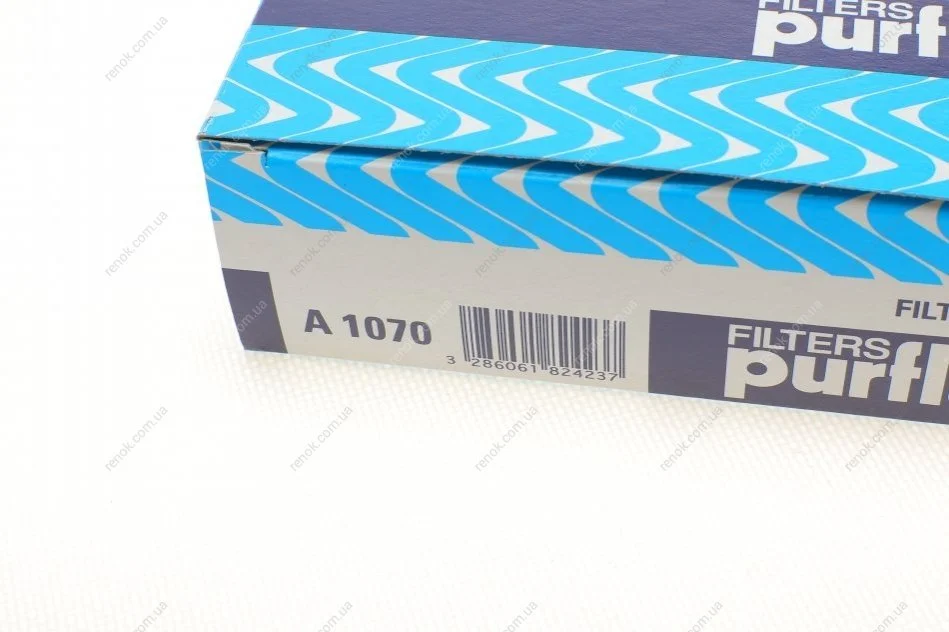 FILTERS
purfl
FILT
A 1070
3 286061 824237
FILTERS
purfl
renok.com.ua